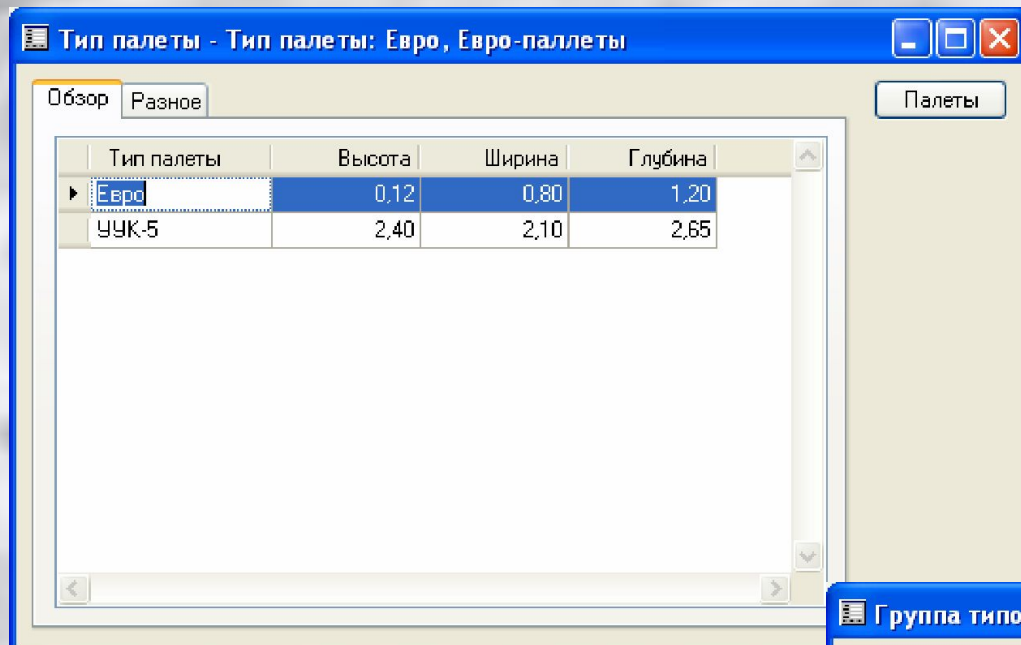 Тип палеты - Тип палеты: Евро, Евро-паллеты
Обзор Разное Палеты
Тип палеты Высота Ширина Глубина
Евро 0,12 0,80 1,20
УУК-5 2,40 2,10 2,65
Группа типо